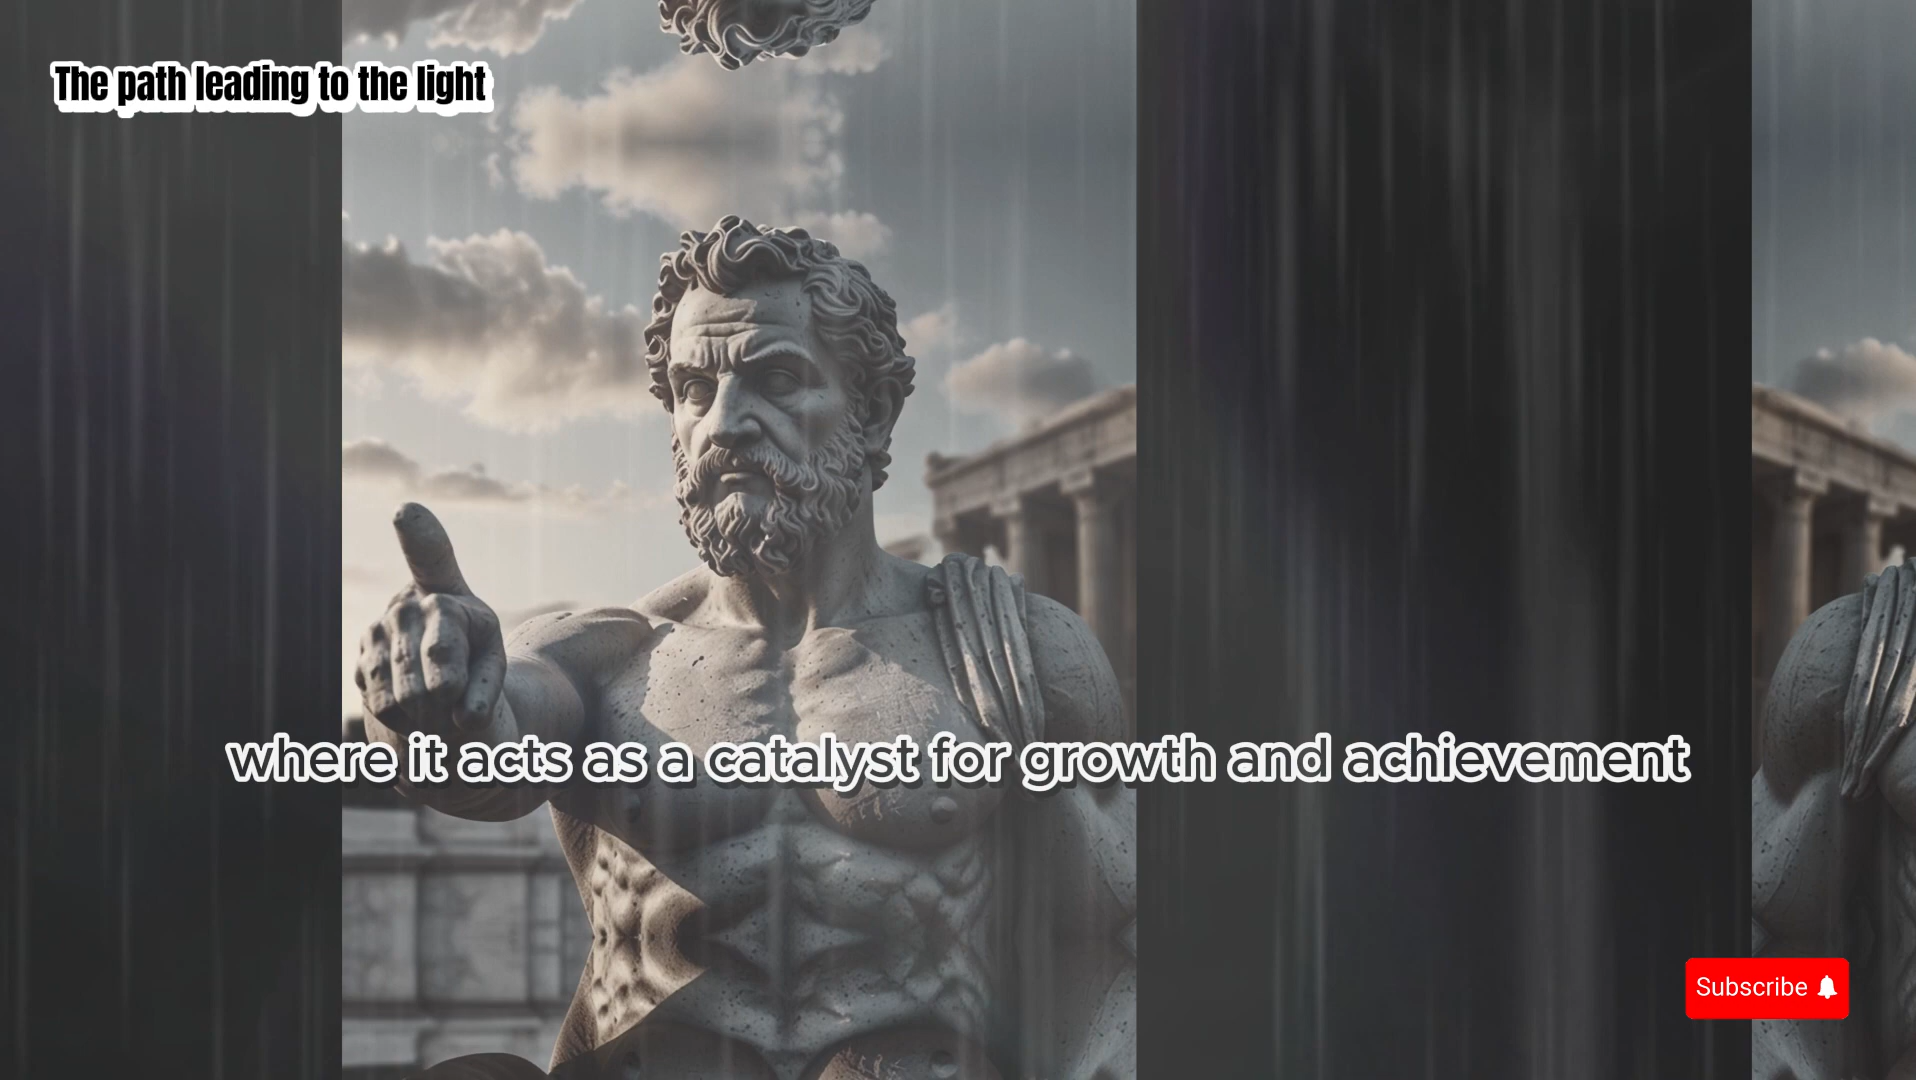 The path leading to the light
where it acts as a catalyst for growth and achievement
Subscribe